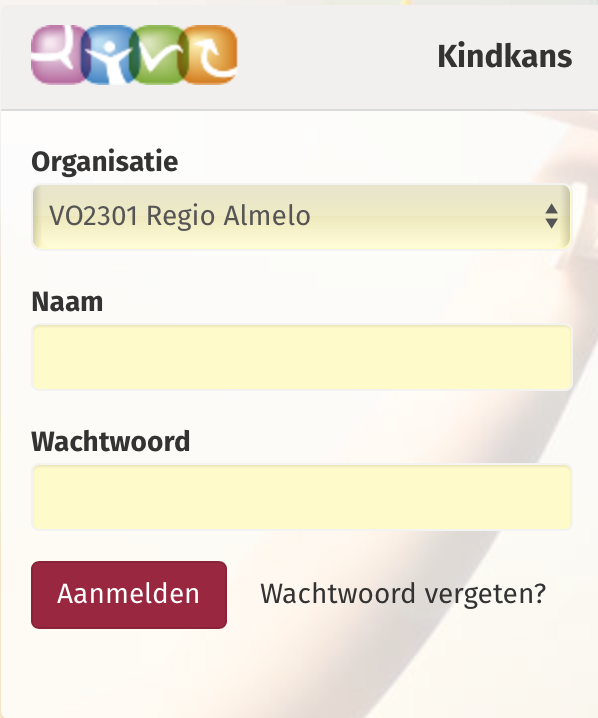 Kindkans
Organisatie
VO2301 Regio Almelo
Naam
Wachtwoord
Aanmelden
Wachtwoord vergeten?